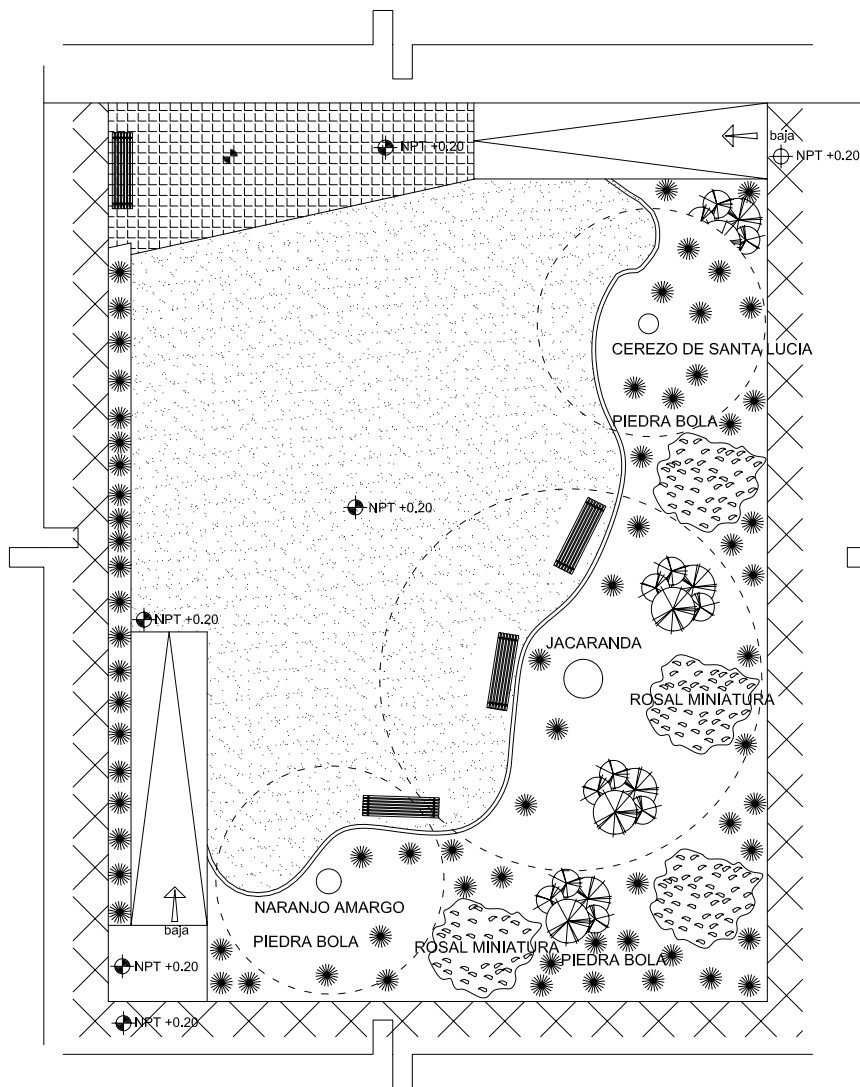 baja
NPT +0.20
NPT +0.20
CEREZO DE SANTA LUCIA
PIEDRA BOLA
NPT +0.20
NPT +0.20
JACARANDA
ROSAL MINIATURA
NARANJO AMARGO
baja
PIEDRA BOLA
ROSAL MINIATURA
PIEDRA BOLA
NPT +0.20
NPT +0.20